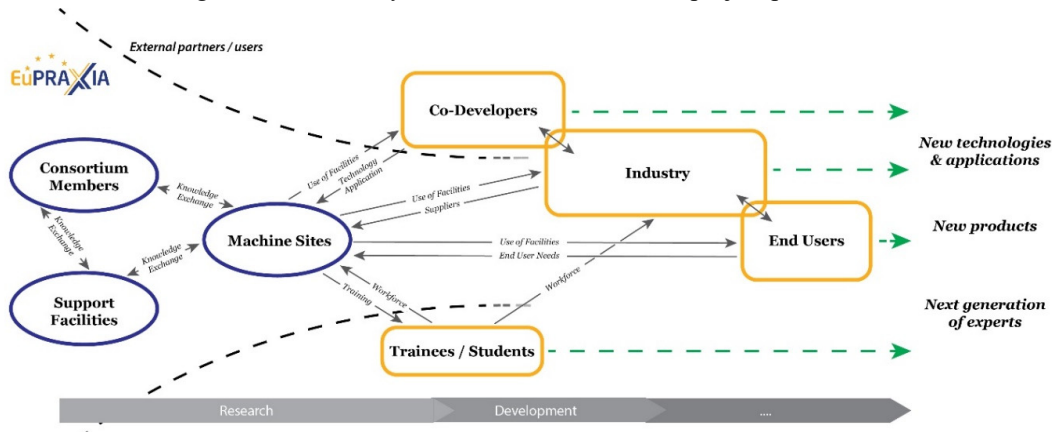 External partners / users
EuPRAXIA
Co-Developers
Consortium
Members
Knowledge
Exchange
Use of Facilities
Technology
Application
Industry
New technologies
& applications
Use of Facilities
Suppliers
Knowledge
Exchange
Machine Sites
Knowledge
Exchange
Use of Facilities
End User Needs
End Users
New products
Support
Facilities
Workforce
Training
Workforce
Next generation
of experts
Trainees / Students
Research
Development
....